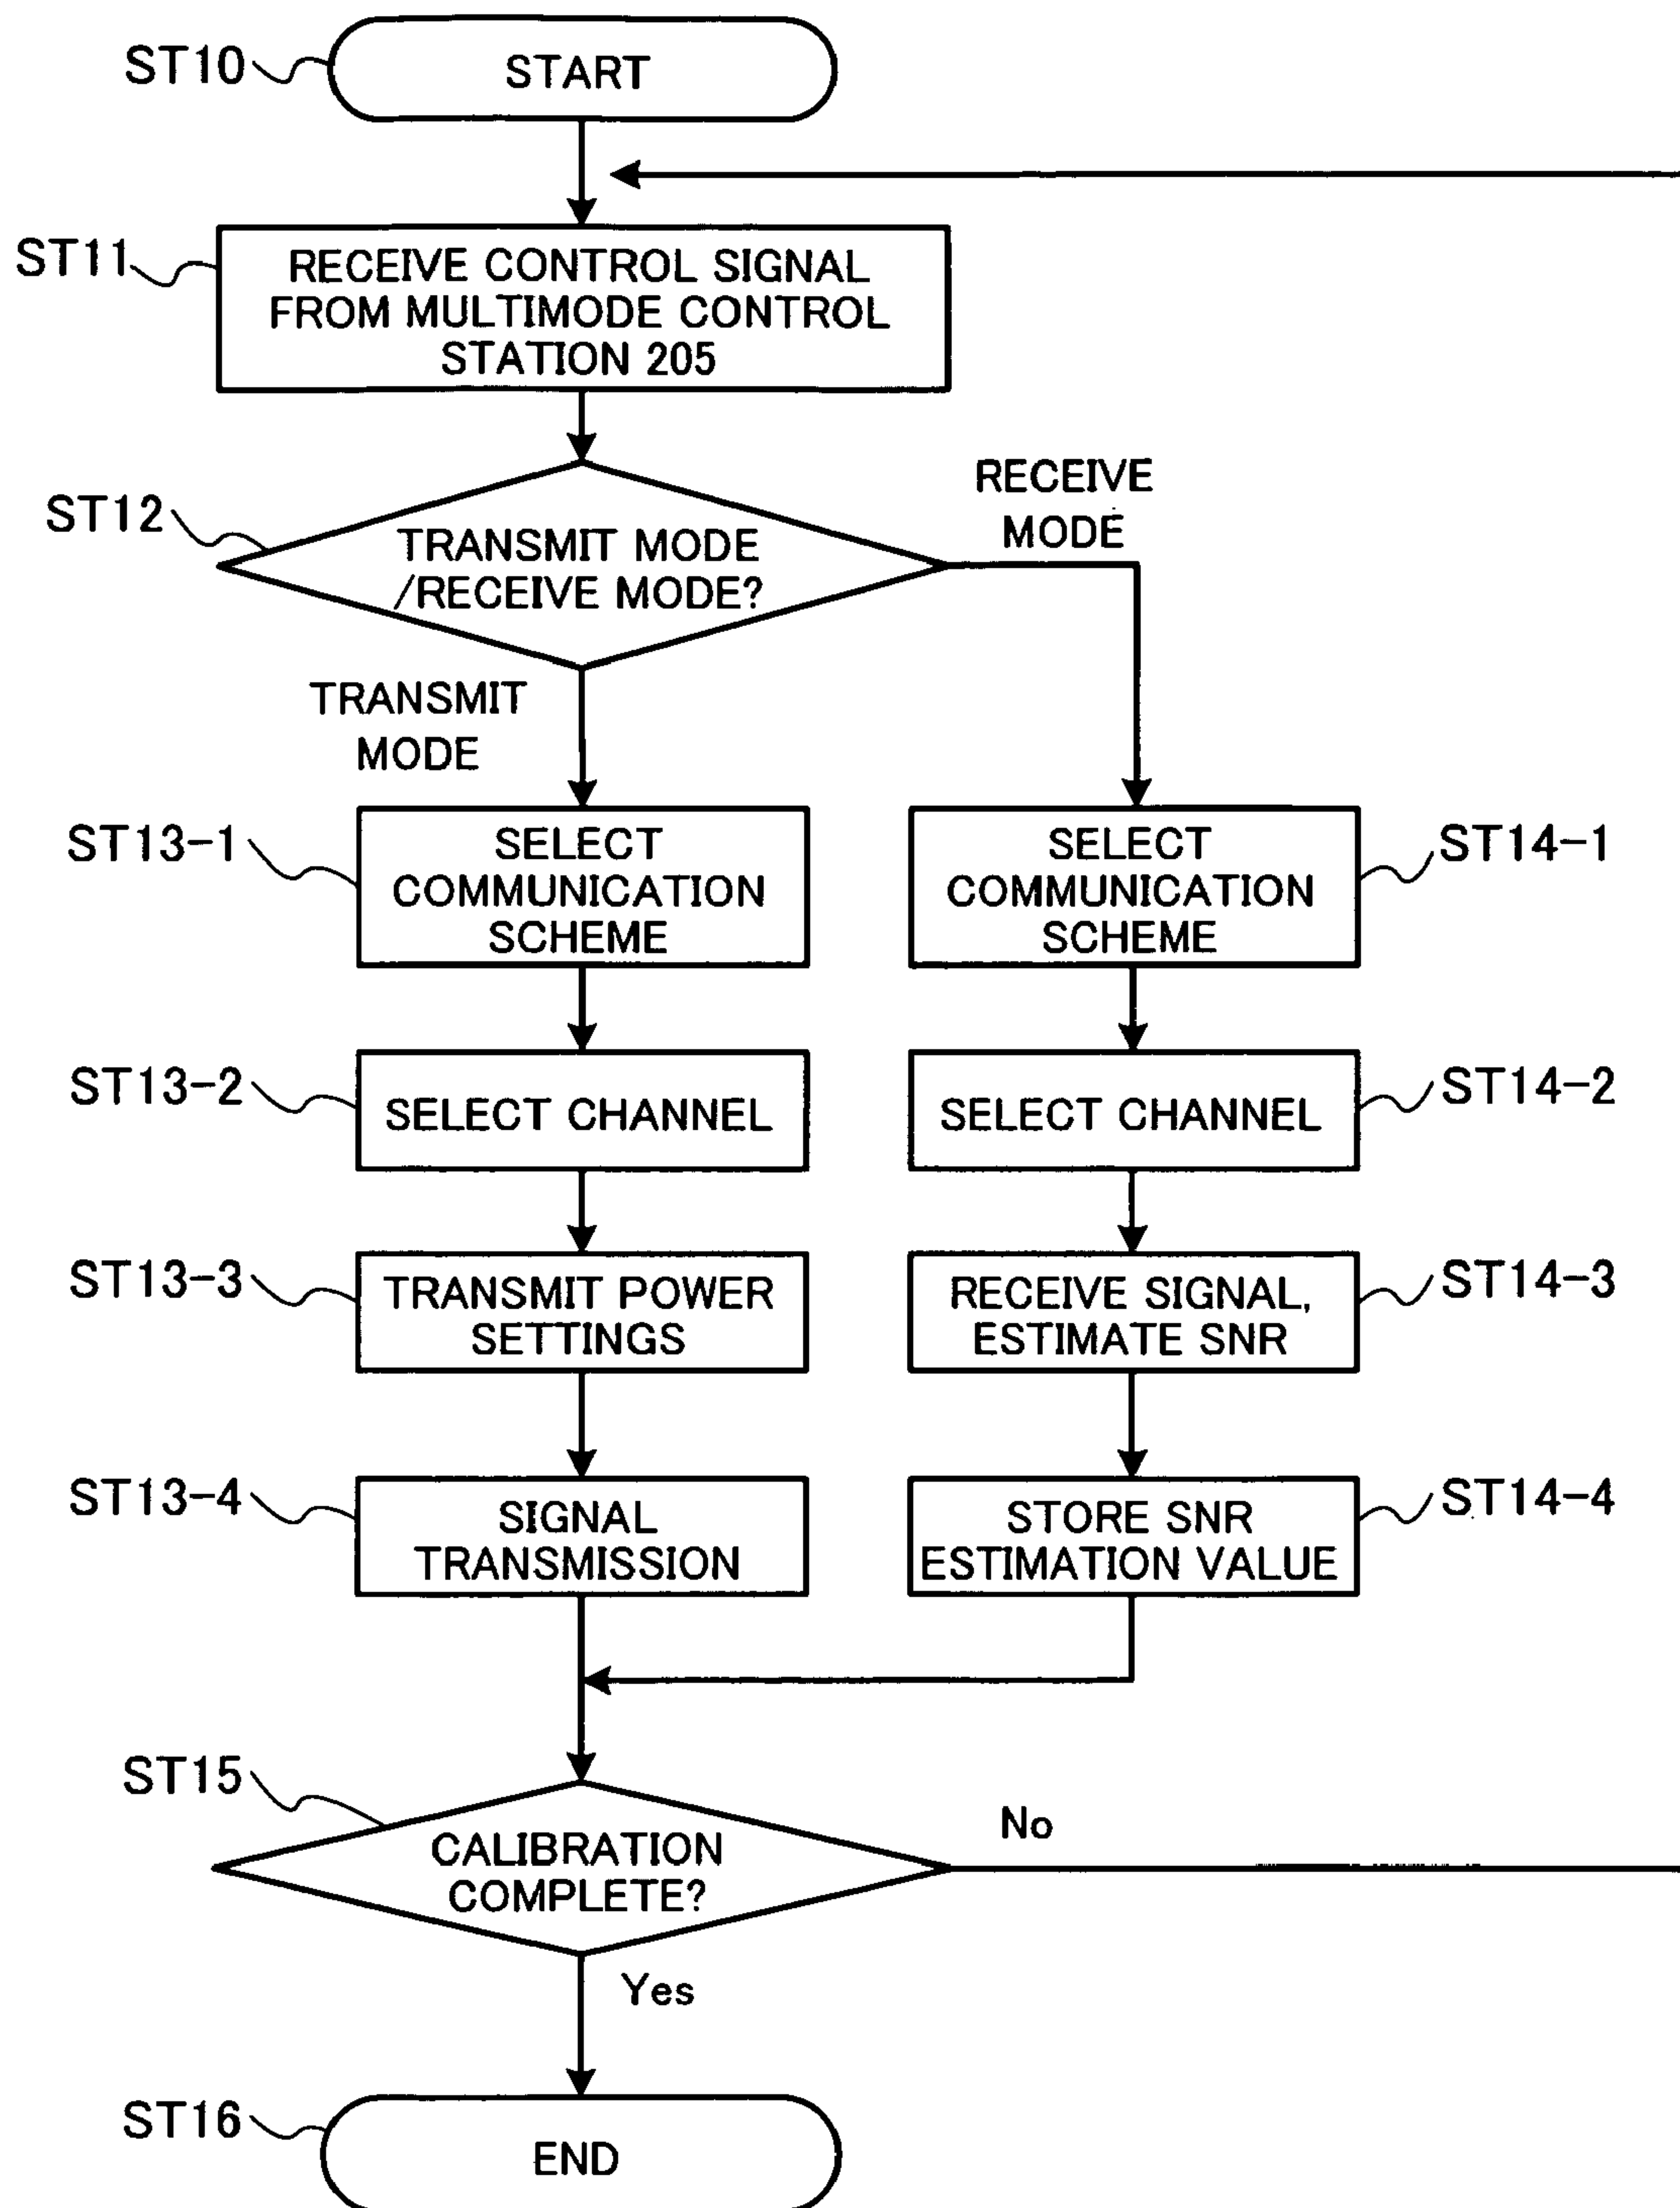 ST10
START
ST11
RECEIVE CONTROL SIGNAL
FROM MULTIMODE CONTROL
STATION 205
ST12
TRANSMIT MODE
/RECEIVE MODE?
RECEIVE
MODE
TRANSMIT
MODE
ST13-1
SELECT
COMMUNICATION
SCHEME
SELECT
COMMUNICATION
SCHEME
ST14-1
ST13-2
SELECT CHANNEL
SELECT CHANNEL
ST14-2
ST13-3
TRANSMIT POWER
SETTINGS
RECEIVE SIGNAL,
ESTIMATE SNR
ST14-3
ST13-4
SIGNAL
TRANSMISSION
STORE SNR
ESTIMATION VALUE
ST14-4
ST15
CALIBRATION
COMPLETE?
No
Yes
ST16
END